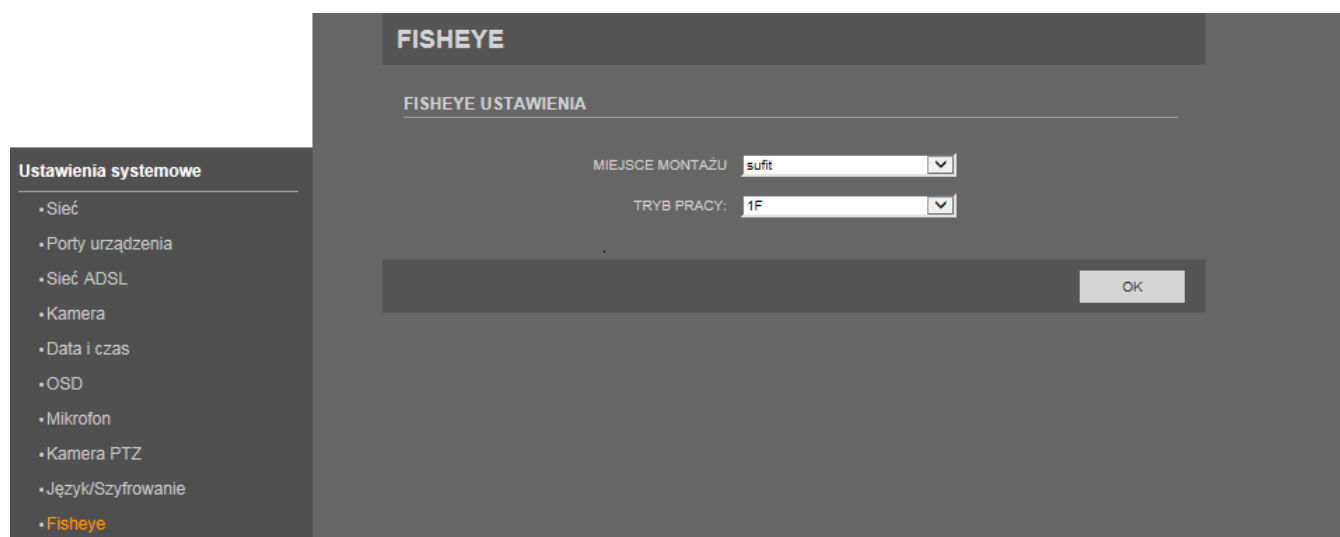 FISHEYE
FISHEYE USTAWIENIA
MIEJSCE MONTAŻU sufit
TRYB PRACY: 1F
OK
Ustawienia systemowe
•Sieć
•Porty urządzenia
•Sieć ADSL
•Kamera
•Data i czas
•OSD
•Mikrofon
•Kamera PTZ
•Język/Szyfrowanie
•Fisheye